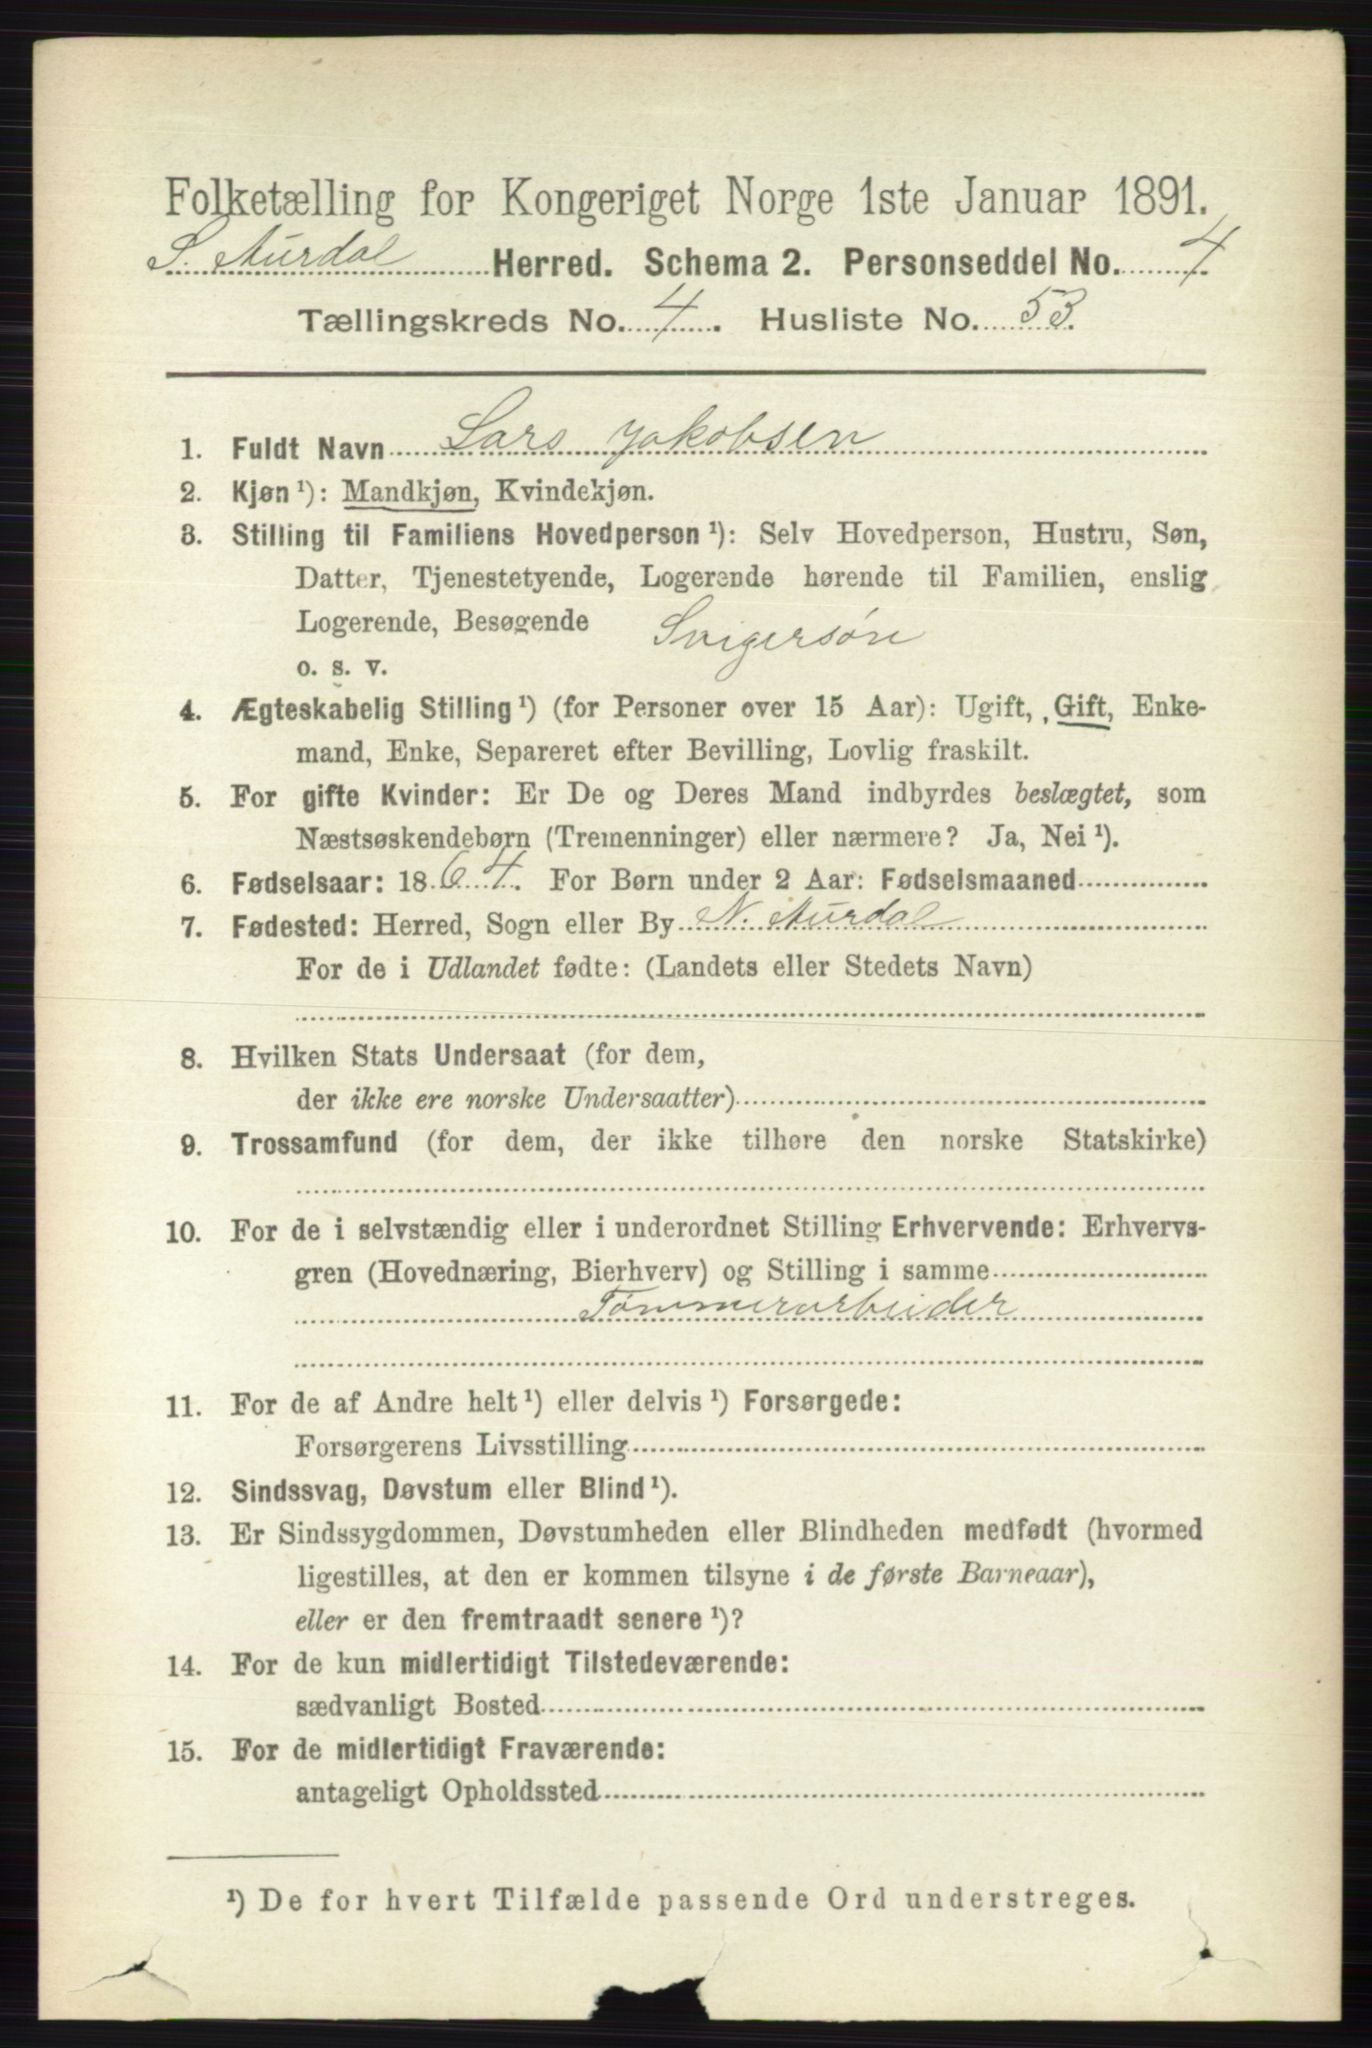 Folketælling for Kongeriget Norge 1ste Januar 1891.
S. Aurdal Herred. Schema 2. Personseddel No. 4
Tællingskreds No. 4. Husliste No. 53.
1. Fuldt Navn Lars Jakobsen
2. Kjøn ¹): Mandkjøn, Kvindekjøn.
3. Stilling til Familiens Hovedperson ¹): Selv Hovedperson, Hustru, Søn,
Datter, Tjenestetyende, Logerende hørende til Familien, enslig
Logerende, Besøgende Svigersøn
o. s. v.
4. Ægteskabelig Stilling ¹) (for Personer over 15 Aar): Ugift, Gift, Enke-
mand, Enke, Separeret efter Bevilling, Lovlig fraskilt.
5. For gifte Kvinder: Er De og Deres Mand indbyrdes beslægtet, som
Næstsøskendebørn (Tremenninger) eller nærmere? Ja, Nei ¹).
6. Fødselsaar: 1864. For Børn under 2 Aar: Fødselsmaaned
7. Fødested: Herred, Sogn eller By N. Aurdal
For de i Udlandet fødte: (Landets eller Stedets Navn)
8. Hvilken Stats Undersaat (for dem,
der ikke ere norske Undersaatter)
9. Trossamfund (for dem, der ikke tilhøre den norske Statskirke)
10. For de i selvstændig eller i underordnet Stilling Erhvervende: Erhvervs-
gren (Hovednæring, Bierhverv) og Stilling i samme
Tømmerarbeider
11. For de af Andre helt ¹) eller delvis ¹) Forsørgede:
Forsørgerens Livsstilling
12. Sindssvag, Døvstum eller Blind ¹).
13. Er Sindssygdommen, Døvstumheden eller Blindheden medfødt (hvormed
ligestilles, at den er kommen tilsyne i de første Barneaar),
eller er den fremtraadt senere ¹)?
14. For de kun midlertidigt Tilstedeværende:
sædvanligt Bosted
15. For de midlertidigt Fraværende:
antageligt Opholdssted
¹) De for hvert Tilfælde passende Ord understreges.